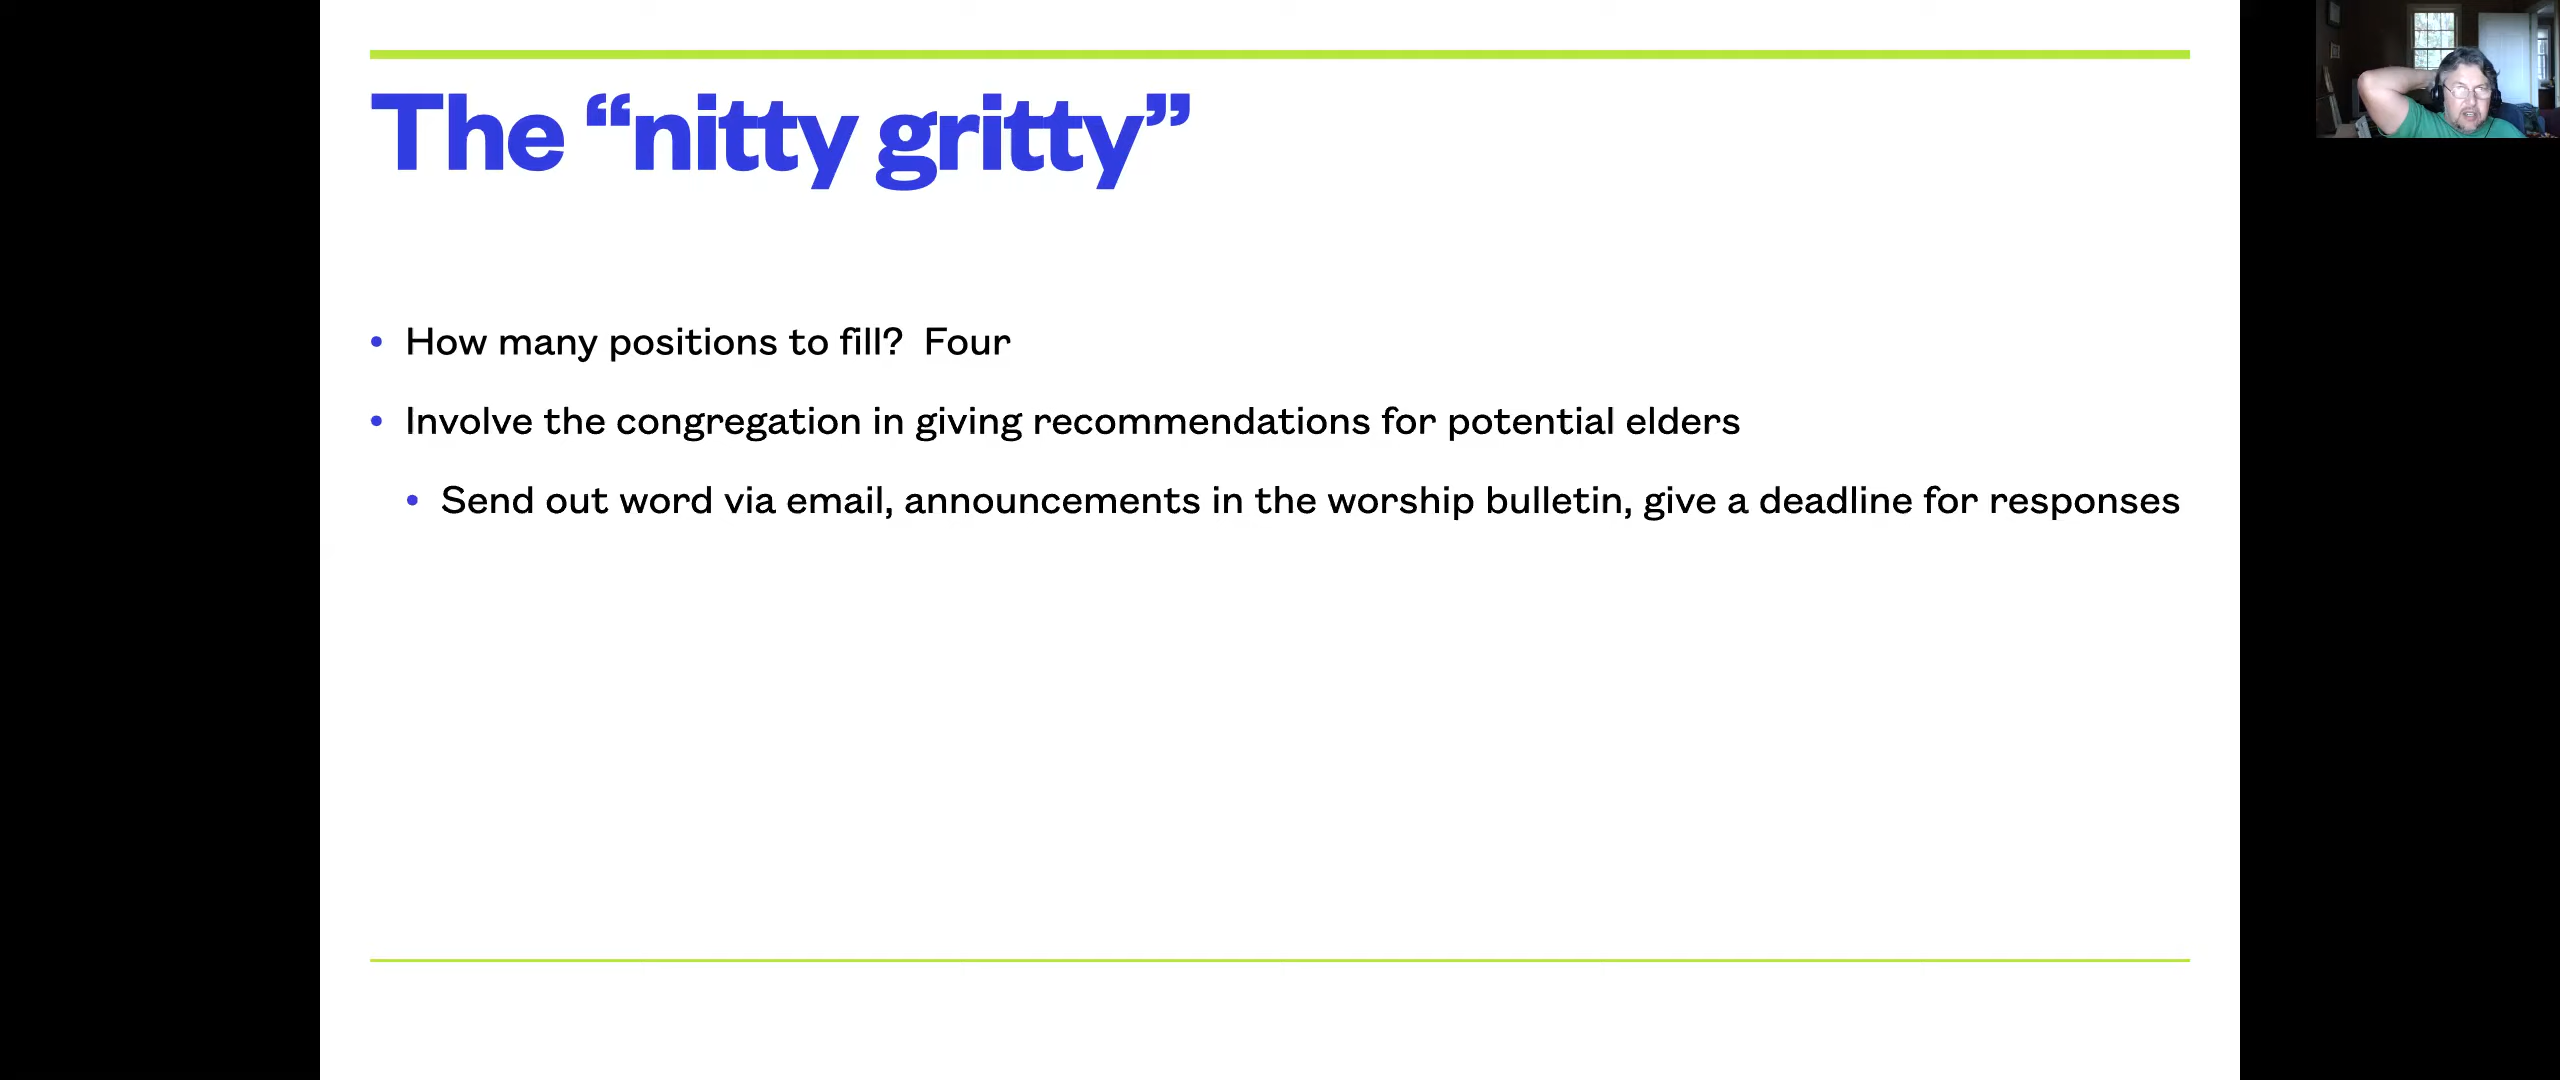 The “nitty gritty”
• How many positions to fill?  Four
• Involve the congregation in giving recommendations for potential elders
• Send out word via email, announcements in the worship bulletin, give a deadline for responses